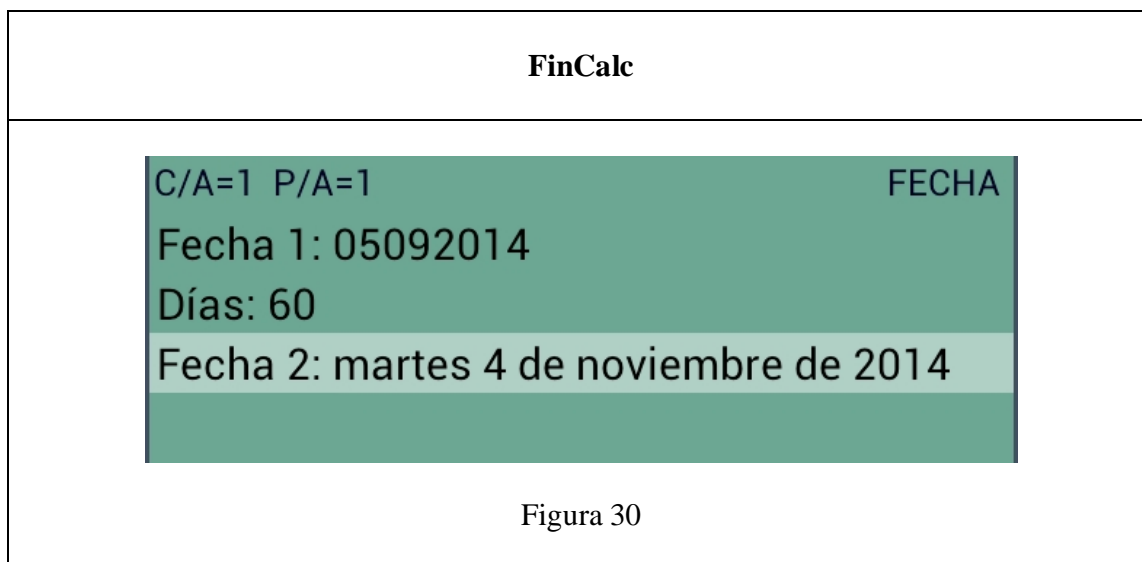 FinCalc
C/A=1 P/A=1 FECHA
Fecha 1: 05092014
Días: 60
Fecha 2: martes 4 de noviembre de 2014
Figura 30